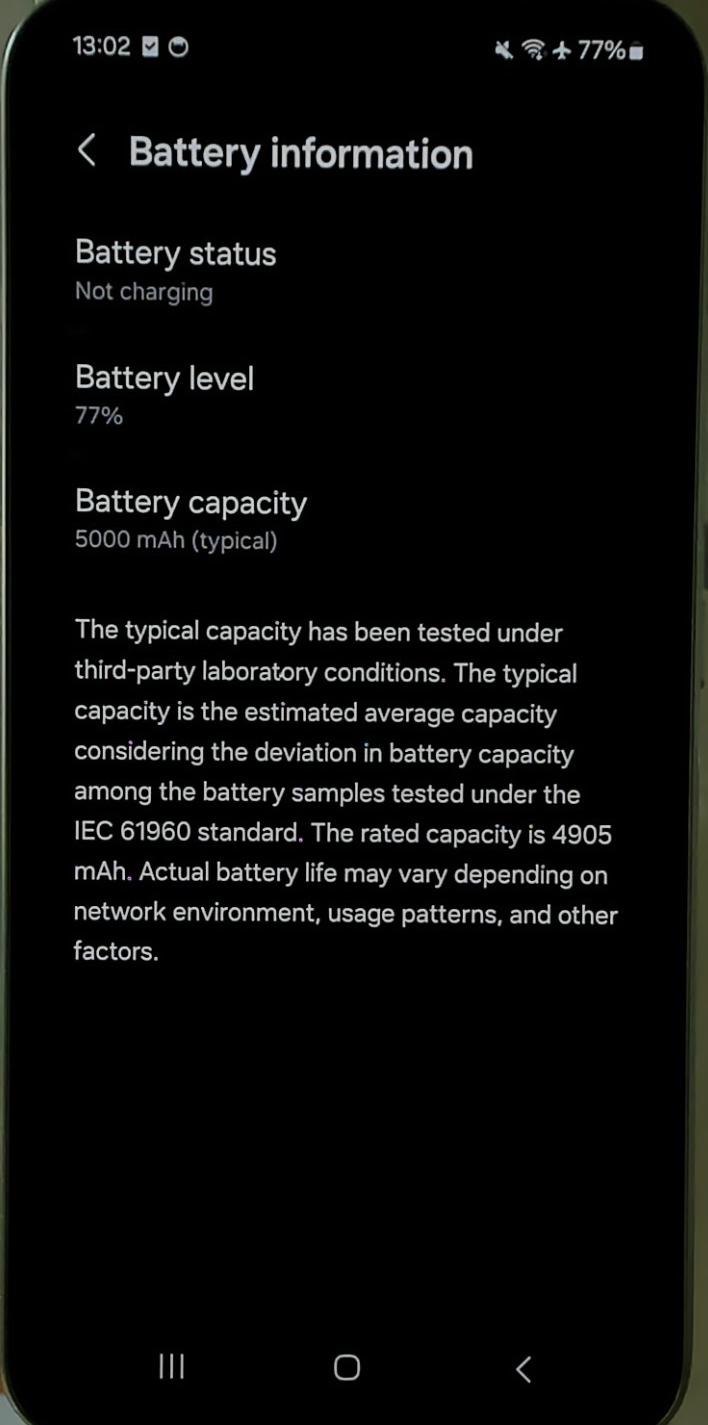 13:02 77%
Battery information
Battery status
Not charging
Battery level
77%
Battery capacity
5000 mAh (typical)
The typical capacity has been tested under
third-party laboratory conditions. The typical
capacity is the estimated average capacity
considering the deviation in battery capacity
among the battery samples tested under the
IEC 61960 standard. The rated capacity is 4905
mAh. Actual battery life may vary depending on
network environment, usage patterns, and other
factors.